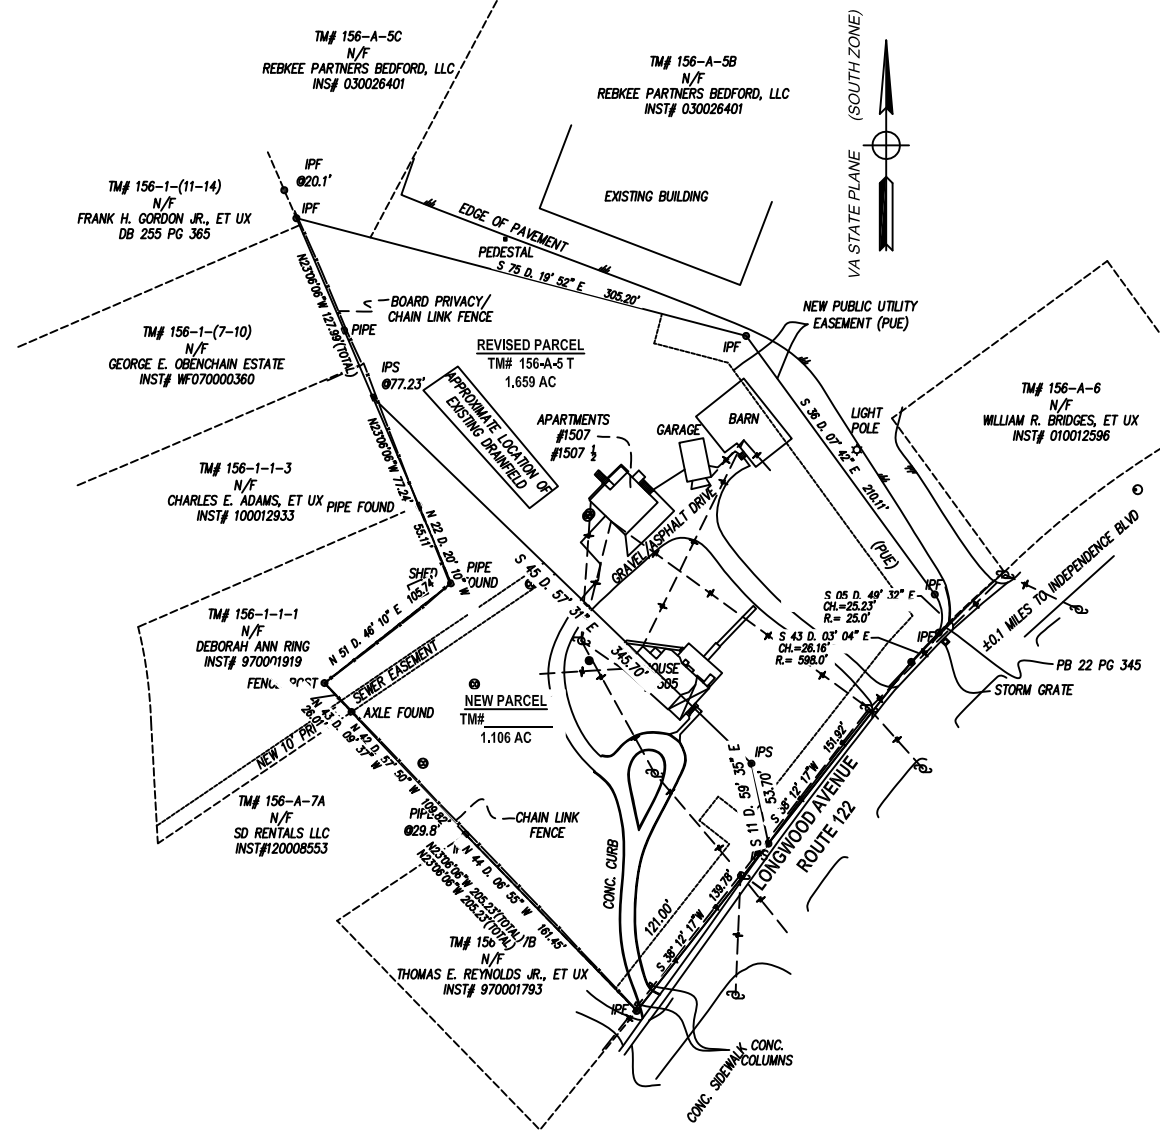 TM# 156-A-5C
N/F
REBKEE PARTNERS BEDFORD, LLC
INS# 030026401
TM# 156-A-5B
N/F
REBKEE PARTNERS BEDFORD, LLC
INST# 030026401
VA STATE PLANE (SOUTH ZONE)
IPF
@20.1'
IPF
TM# 156-1-(11-14)
N/F
FRANK H. GORDON JR., ET UX
DB 255 PG 365
EXISTING BUILDING
EDGE OF PAVEMENT
PEDESTAL
S 75 D. 19' 52" E 305.20'
N23°06'06"W 127.99'(TOTAL)
BOARD PRIVACY/
CHAIN LINK FENCE
PIPE
NEW PUBLIC UTILITY
EASEMENT (PUE)
IPF
TM# 156-1-(7-10)
N/F
GEORGE E. OBENCHAIN ESTATE
INST# WF070000360
REVISED PARCEL
TM# 156-A-5 T
1.659 AC
IPS
@77.23'
APPROXIMATE LOCATION OF
EXISTING DRAINFIELD
APARTMENTS
#1507
#1507 ½
GARAGE
BARN
S 36 D. 07' 42" E 210.11'
LIGHT
POLE
TM# 156-A-6
N/F
WILLIAM R. BRIDGES, ET UX
INST# 010012596
N23°06'06"W 77.24'
TM# 156-1-1-3
N/F
CHARLES E. ADAMS, ET UX
INST# 100012933
PIPE FOUND
N 22 D. 20' 10" W
55.11'
GRAVEL/ASPHALT DRIVE
(PUE)
SHED
PIPE
FOUND
S 45 D. 57' 31" E
345.70'
105.74'
N 51 D. 46' 10" E
TM# 156-1-1-1
N/F
DEBORAH ANN RING
INST# 970001919
IPF
S 05 D. 49' 32" E
CH.=25.23'
R.= 25.0'
IPF
S 43 D. 03' 04" E
CH.=26.16'
R.= 598.0'
±0.1 MILES TO INDEPENDENCE BLVD
PB 22 PG 345
STORM GRATE
SEWER EASEMENT
AXLE FOUND
N 43 D. 09' 37" W
26.01'
NEW 10' PRI
NEW PARCEL
TM#
1.106 AC
N 42 D. 57' 50" W 109.82'
IPS
S 11 D. 59' 35" E
53.70'
S 38' 12' 17"W 151.92'
LONGWOOD AVENUE
ROUTE 122
TM# 156-A-7A
N/F
SD RENTALS LLC
INST#120008553
@29.8'
CHAIN LINK
FENCE
CONC. CURB
N23°06'06"W 205.23'(TOTAL)
N23°06'06"W 205.23'(TOTAL)
N 44 D. 06' 55" W 161.45'
121.00'
S 38' 12' 17"W 139.78'
N/F
THOMAS E. REYNOLDS JR., ET UX
INST# 970001793
IPF
CONC.
COLUMNS
CONC. SIDEWALK